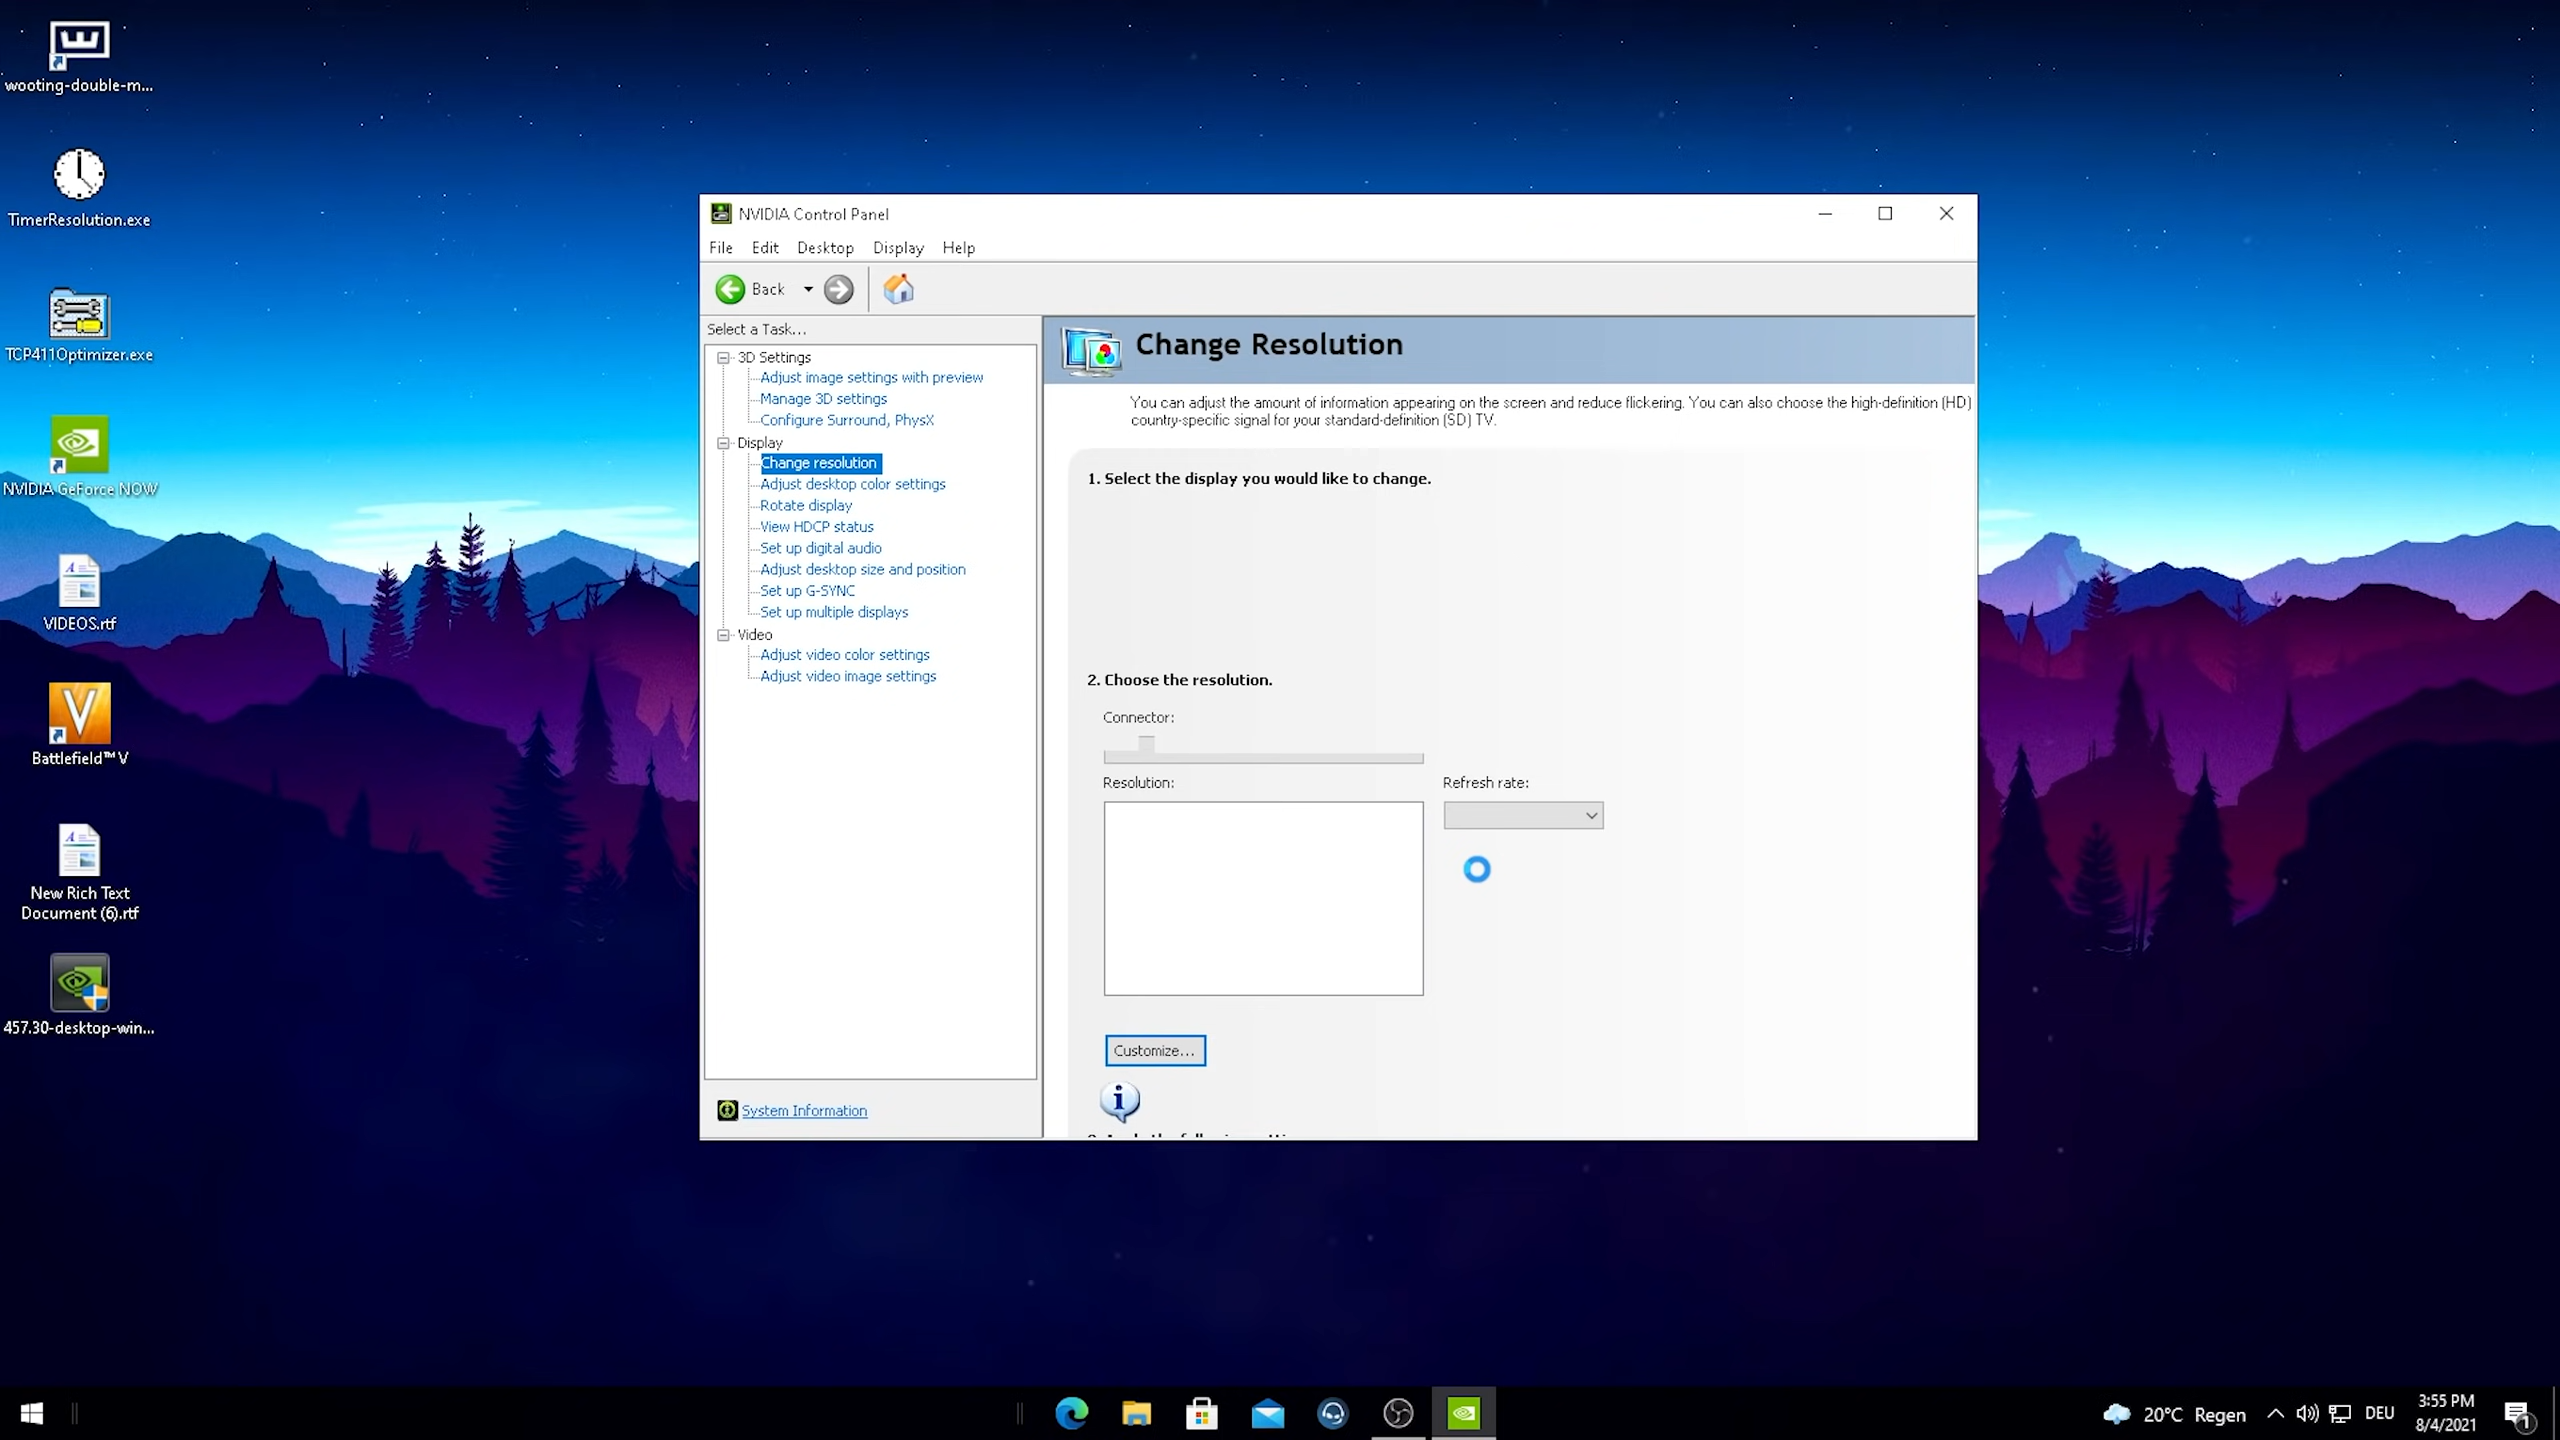 wooting-double-m...
TimerResolution.exe
TCP411Optimizer.exe
NVIDIA GeForce NOW
VIDEOS.rtf
Battlefield™ V
New Rich Text
Document (6).rtf
457.30-desktop-win...
NVIDIA Control Panel
File Edit Desktop Display Help
Back
Select a Task...
3D Settings
Adjust image settings with preview
Manage 3D settings
Configure Surround, PhysX
Display
Change resolution
Adjust desktop color settings
Rotate display
View HDCP status
Set up digital audio
Adjust desktop size and position
Set up G-SYNC
Set up multiple displays
Video
Adjust video color settings
Adjust video image settings
System Information
Change Resolution
You can adjust the amount of information appearing on the screen and reduce flickering. You can also choose the high-definition (HD)
country-specific signal for your standard-definition (SD) TV.
1. Select the display you would like to change.
2. Choose the resolution.
Connector:
Resolution:
Refresh rate:
Customize...
20°C Regen
DEU
3:55 PM
8/4/2021
1